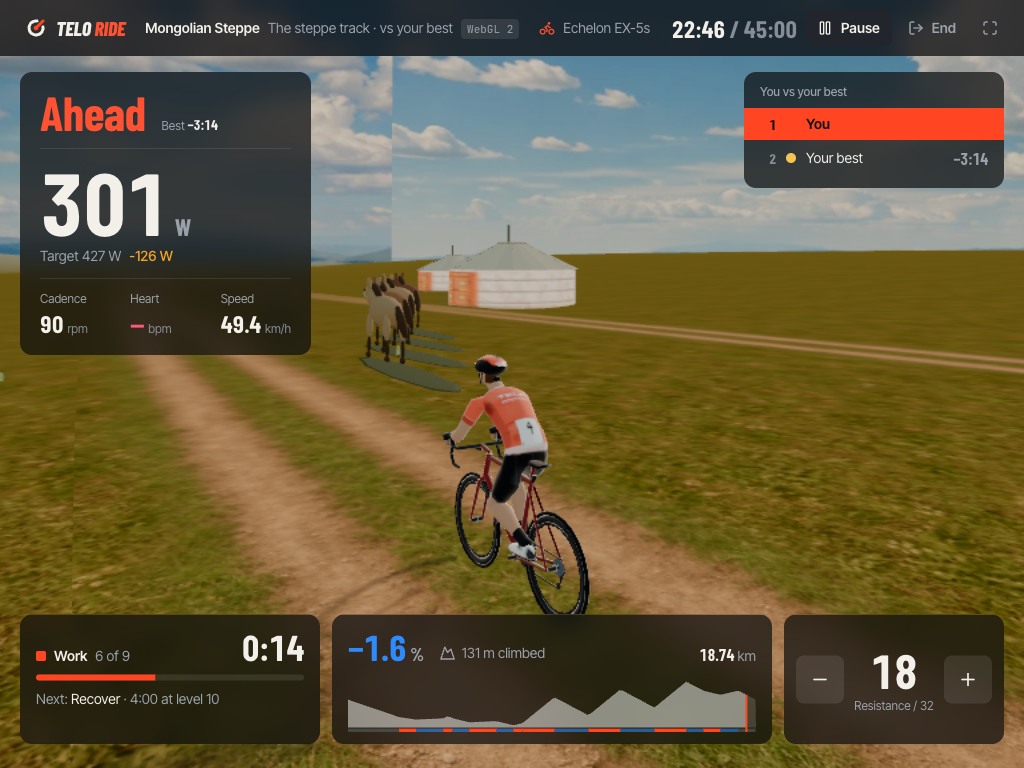 TELO RIDE Mongolian Steppe The steppe track · vs your best WebGL 2 Echelon EX-5s 22:46 / 45:00 Pause End
Ahead Best −3:14
301 W
Target 427 W -126 W
Cadence Heart Speed
90 rpm — bpm 49.4 km/h
You vs your best
1 You
2 Your best −3:14
Work 6 of 9 0:14
Next: Recover · 4:00 at level 10
−1.6 % 131 m climbed 18.74 km
− 18 +
Resistance / 32